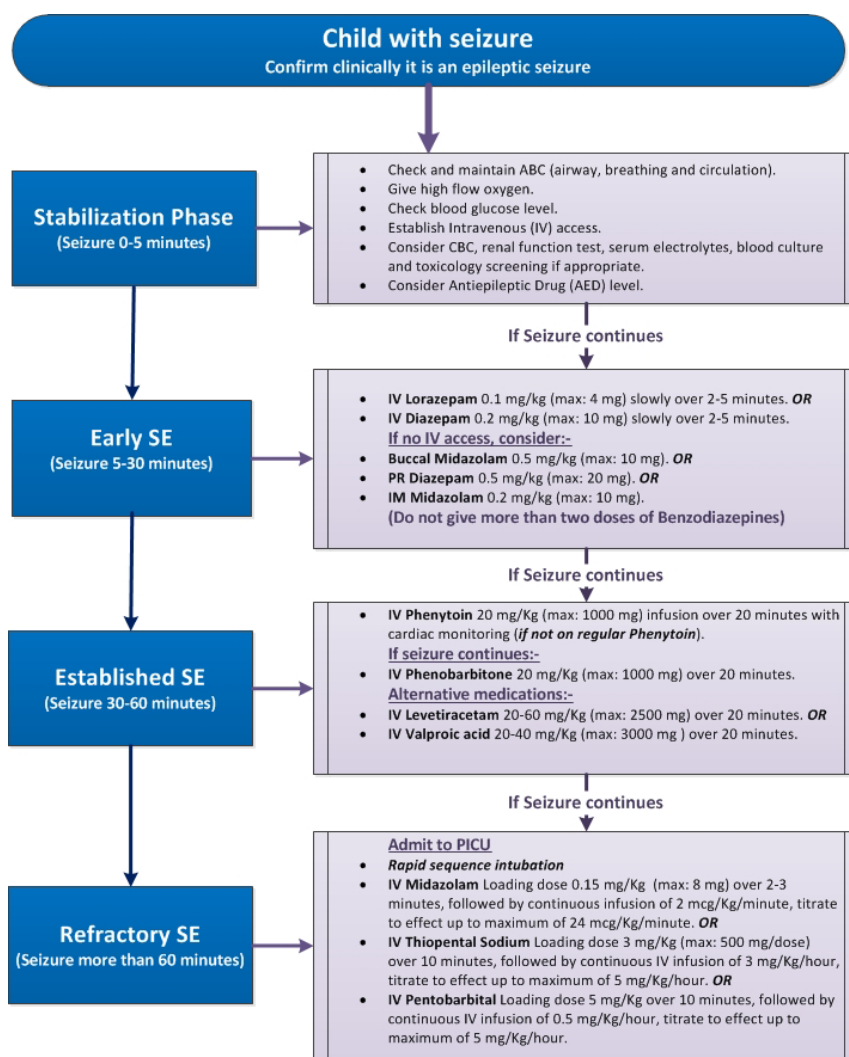 Child with seizure
Confirm clinically it is an epileptic seizure
Stabilization Phase
(Seizure 0-5 minutes)
• Check and maintain ABC (airway, breathing and circulation).
• Give high flow oxygen.
• Check blood glucose level.
• Establish Intravenous (IV) access.
• Consider CBC, renal function test, serum electrolytes, blood culture
and toxicology screening if appropriate.
• Consider Antiepileptic Drug (AED) level.
If Seizure continues
Early SE
(Seizure 5-30 minutes)
• IV Lorazepam 0.1 mg/kg (max: 4 mg) slowly over 2-5 minutes. OR
• IV Diazepam 0.2 mg/kg (max: 10 mg) slowly over 2-5 minutes.
If no IV access, consider:-
• Buccal Midazolam 0.5 mg/kg (max: 10 mg). OR
• PR Diazepam 0.5 mg/kg (max: 20 mg). OR
• IM Midazolam 0.2 mg/kg (max: 10 mg).
(Do not give more than two doses of Benzodiazepines)
If Seizure continues
Established SE
(Seizure 30-60 minutes)
• IV Phenytoin 20 mg/Kg (max: 1000 mg) infusion over 20 minutes with
cardiac monitoring (if not on regular Phenytoin).
If seizure continues:-
• IV Phenobarbitone 20 mg/Kg (max: 1000 mg) over 20 minutes.
Alternative medications:-
• IV Levetiracetam 20-60 mg/Kg (max: 2500 mg) over 20 minutes. OR
• IV Valproic acid 20-40 mg/Kg (max: 3000 mg ) over 20 minutes.
If Seizure continues
Refractory SE
(Seizure more than 60 minutes)
Admit to PICU
• Rapid sequence intubation
• IV Midazolam Loading dose 0.15 mg/Kg (max: 8 mg) over 2-3
minutes, followed by continuous infusion of 2 mcg/Kg/minute, titrate
to effect up to maximum of 24 mcg/Kg/minute. OR
• IV Thiopental Sodium Loading dose 3 mg/Kg (max: 500 mg/dose)
over 10 minutes, followed by continuous IV infusion of 3 mg/Kg/hour,
titrate to effect up to maximum of 5 mg/Kg/hour. OR
• IV Pentobarbital Loading dose 5 mg/Kg over 10 minutes, followed by
continuous IV infusion of 0.5 mg/Kg/hour, titrate to effect up to
maximum of 5 mg/Kg/hour.